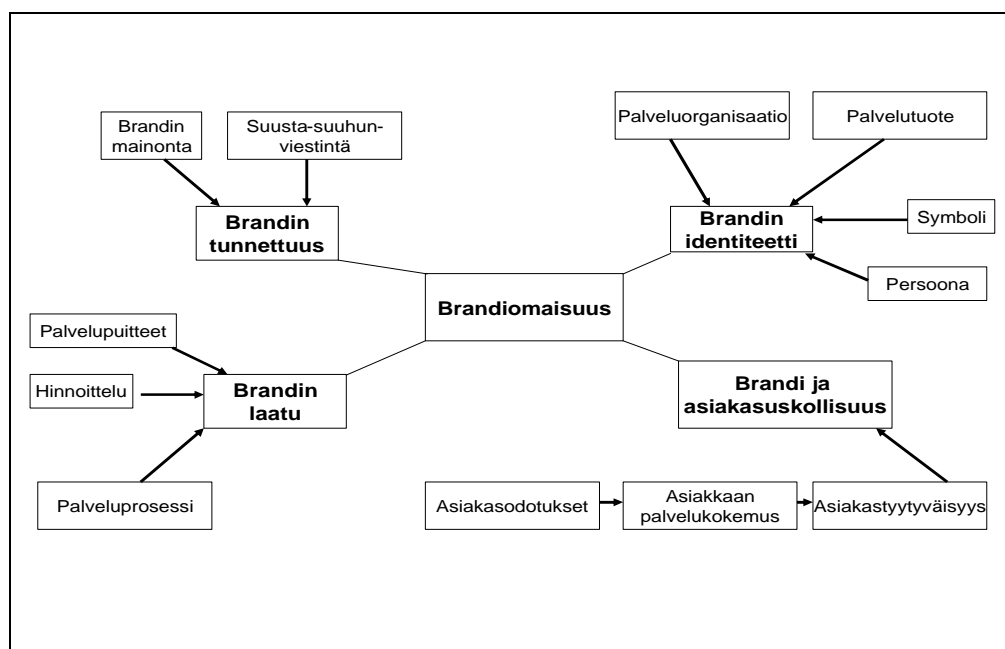 Brandin
mainonta
Suusta-suuhun-
viestintä
Palveluorganisaatio
Palvelutuote
Brandin
tunnettuus
Brandin
identiteetti
Symboli
Persoona
Brandiomaisuus
Palvelupuitteet
Hinnoittelu
Brandin
laatu
Brandi ja
asiakasuskollisuus
Palveluprosessi
Asiakasodotukset
Asiakkaan
palvelukokemus
Asiakastyytyväisyys